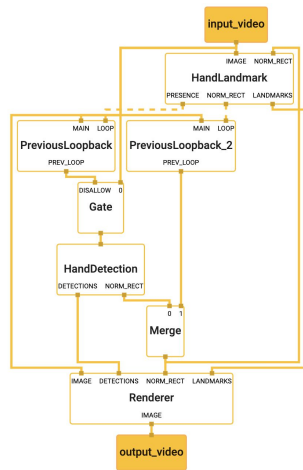 input_video
IMAGE NORM_RECT
HandLandmark
PRESENCE NORM_RECT LANDMARKS
MAIN LOOP
PreviousLoopback
PREV_LOOP
MAIN LOOP
PreviousLoopback_2
PREV_LOOP
DISALLOW 0
Gate
HandDetection
DETECTIONS NORM_RECT
0 1
Merge
IMAGE DETECTIONS NORM_RECT LANDMARKS
Renderer
IMAGE
output_video